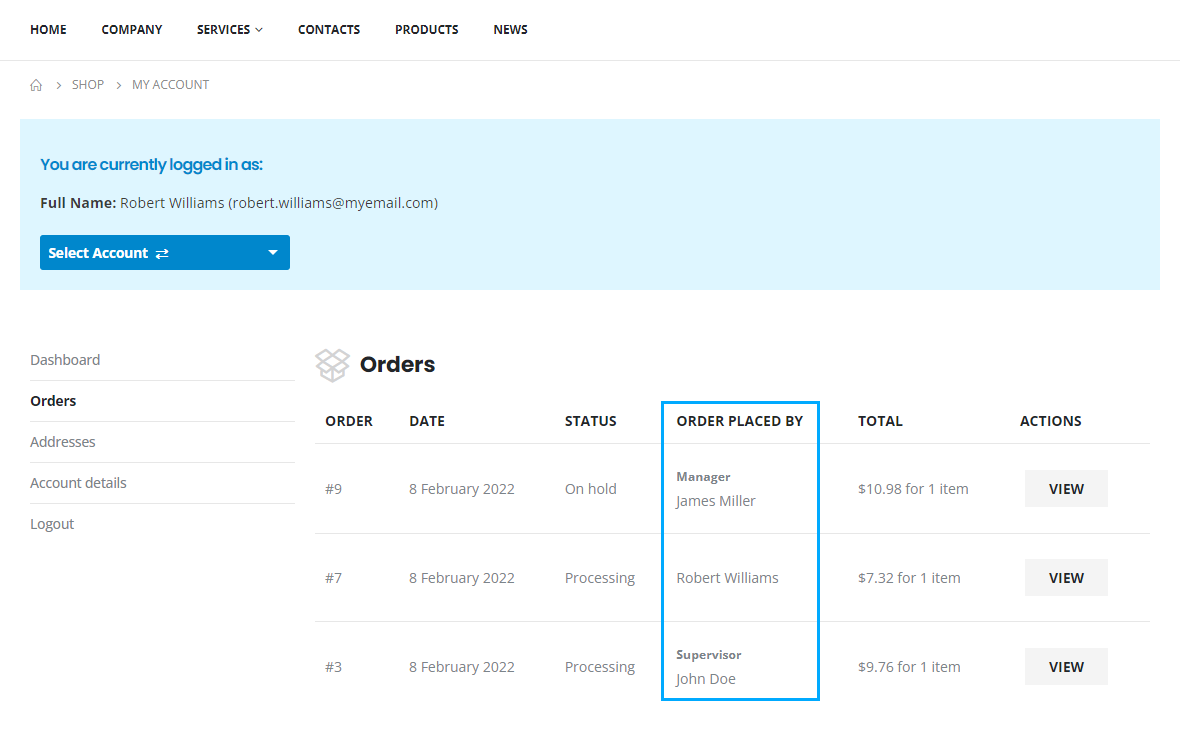 HOME COMPANY SERVICES CONTACTS PRODUCTS NEWS
SHOP MY ACCOUNT
You are currently logged in as:
Full Name: Robert Williams (robert.williams@myemail.com)
Select Account
Dashboard
Orders
Addresses
Account details
Logout
Orders
ORDER DATE STATUS ORDER PLACED BY TOTAL ACTIONS
Manager
#9 8 February 2022 On hold James Miller $10.98 for 1 item VIEW
#7 8 February 2022 Processing Robert Williams $7.32 for 1 item VIEW
Supervisor
#3 8 February 2022 Processing John Doe $9.76 for 1 item VIEW